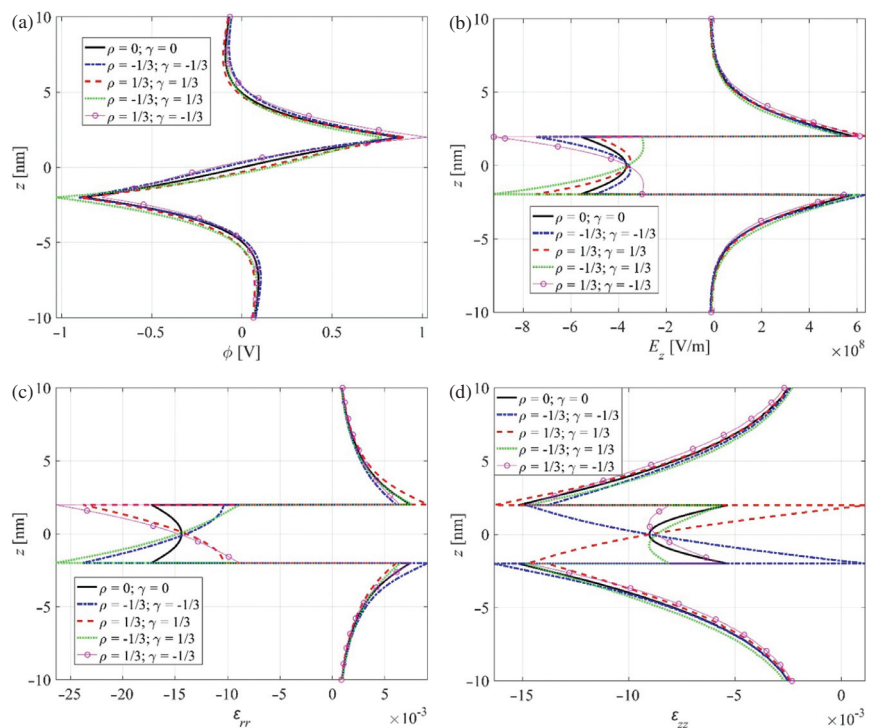 (a)
ρ = 0; γ = 0
ρ = -1/3; γ = -1/3
ρ = 1/3; γ = 1/3
ρ = -1/3; γ = 1/3
ρ = 1/3; γ = -1/3
z [nm]
10
5
0
−5
−10
−1
−0.5
0
0.5
1
ϕ [V]
(b)
z [nm]
10
5
0
−5
−10
ρ = 0; γ = 0
ρ = -1/3; γ = -1/3
ρ = 1/3; γ = 1/3
ρ = -1/3; γ = 1/3
ρ = 1/3; γ = -1/3
−8
−6
−4
−2
0
2
4
6
E_z [V/m]
×10^8
(c)
z [nm]
10
5
0
−5
−10
ρ = 0; γ = 0
ρ = -1/3; γ = -1/3
ρ = 1/3; γ = 1/3
ρ = -1/3; γ = 1/3
ρ = 1/3; γ = -1/3
−25
−20
−15
−10
−5
0
5
×10^−3
ε_rr
(d)
ρ = 0; γ = 0
ρ = -1/3; γ = -1/3
ρ = 1/3; γ = 1/3
ρ = -1/3; γ = 1/3
ρ = 1/3; γ = -1/3
z [nm]
10
5
0
−5
−10
−15
−10
−5
0
×10^−3
ε_zz